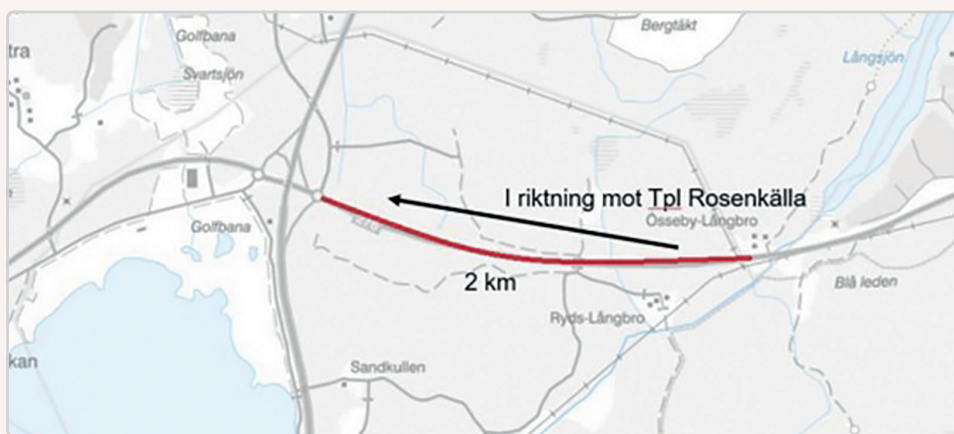 Golfbana
Bergtäkt
tra
Svartsjön
Långsjön
I riktning mot Tpl Rosenkälla
Össeby-Långbro
Golfbana
2 km
Blå leden
Ryds-Långbro
kan
Sandkullen